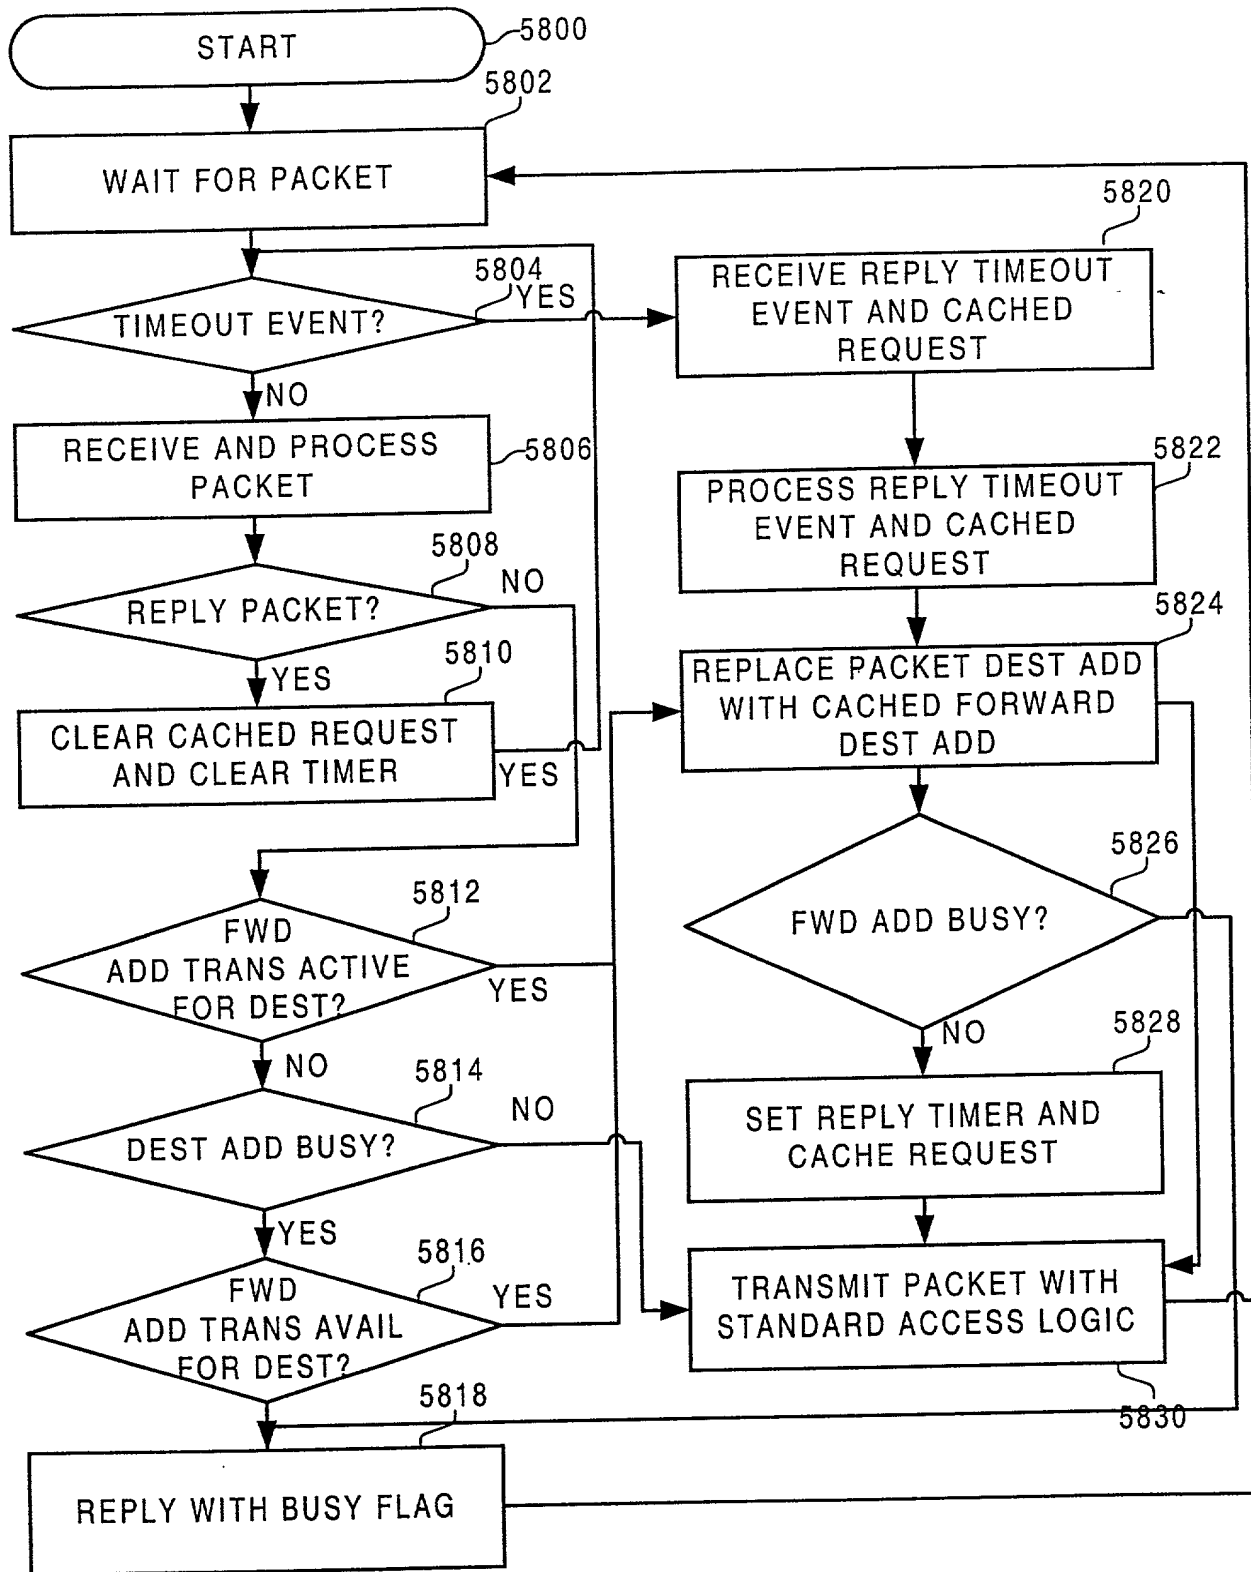 START
5800
5802
WAIT FOR PACKET
5804
TIMEOUT EVENT?
YES
NO
RECEIVE AND PROCESS
PACKET
5806
5808
REPLY PACKET?
NO
YES
5810
CLEAR CACHED REQUEST
AND CLEAR TIMER
YES
5812
FWD
ADD TRANS ACTIVE
FOR DEST?
YES
NO
5814
DEST ADD BUSY?
NO
YES
5816
FWD
ADD TRANS AVAIL
FOR DEST?
YES
5818
REPLY WITH BUSY FLAG
5820
RECEIVE REPLY TIMEOUT
EVENT AND CACHED
REQUEST
5822
PROCESS REPLY TIMEOUT
EVENT AND CACHED
REQUEST
5824
REPLACE PACKET DEST ADD
WITH CACHED FORWARD
DEST ADD
5826
FWD ADD BUSY?
NO
5828
SET REPLY TIMER AND
CACHE REQUEST
TRANSMIT PACKET WITH
STANDARD ACCESS LOGIC
5830